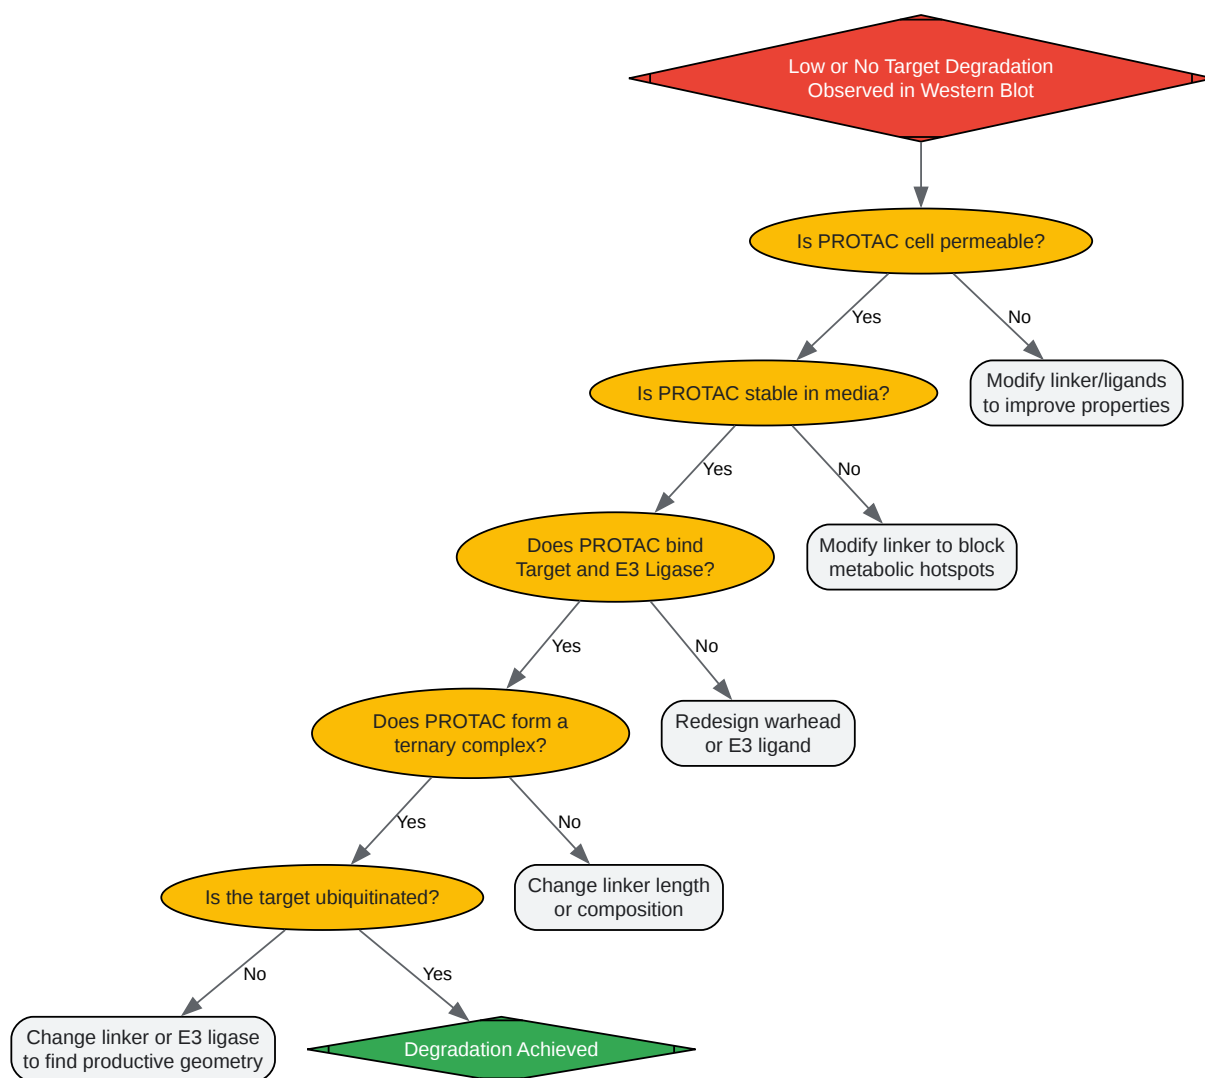 Low or No Target Degradation
Observed in Western Blot
Is PROTAC cell permeable?
Yes
No
Is PROTAC stable in media?
Modify linker/ligands
to improve properties
Yes
No
Does PROTAC bind
Target and E3 Ligase?
Modify linker to block
metabolic hotspots
Yes
No
Does PROTAC form a
ternary complex?
Redesign warhead
or E3 ligand
Yes
No
Is the target ubiquitinated?
Change linker length
or composition
No
Yes
Change linker or E3 ligase
to find productive geometry
Degradation Achieved